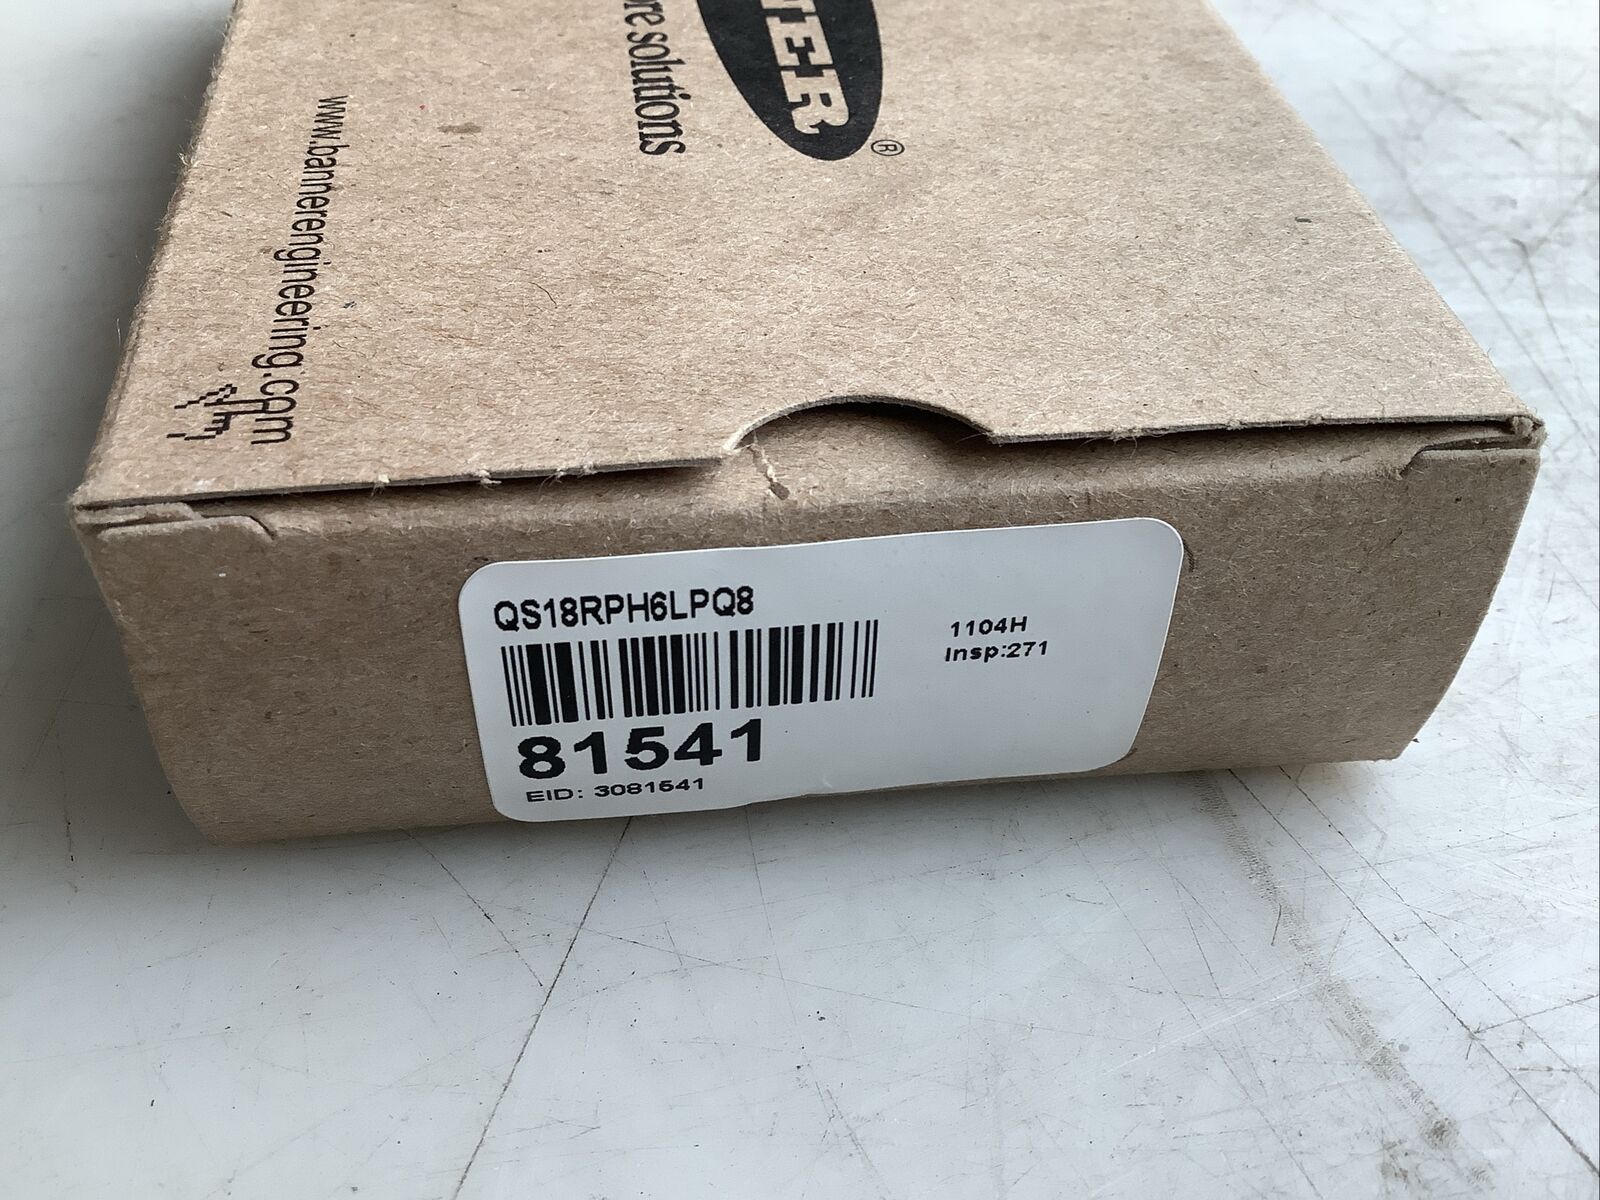 re solutions
®
www.bannerengineering.com
QS18RPH6LPQ8
1104H
Insp:271
81541
EID: 3081541